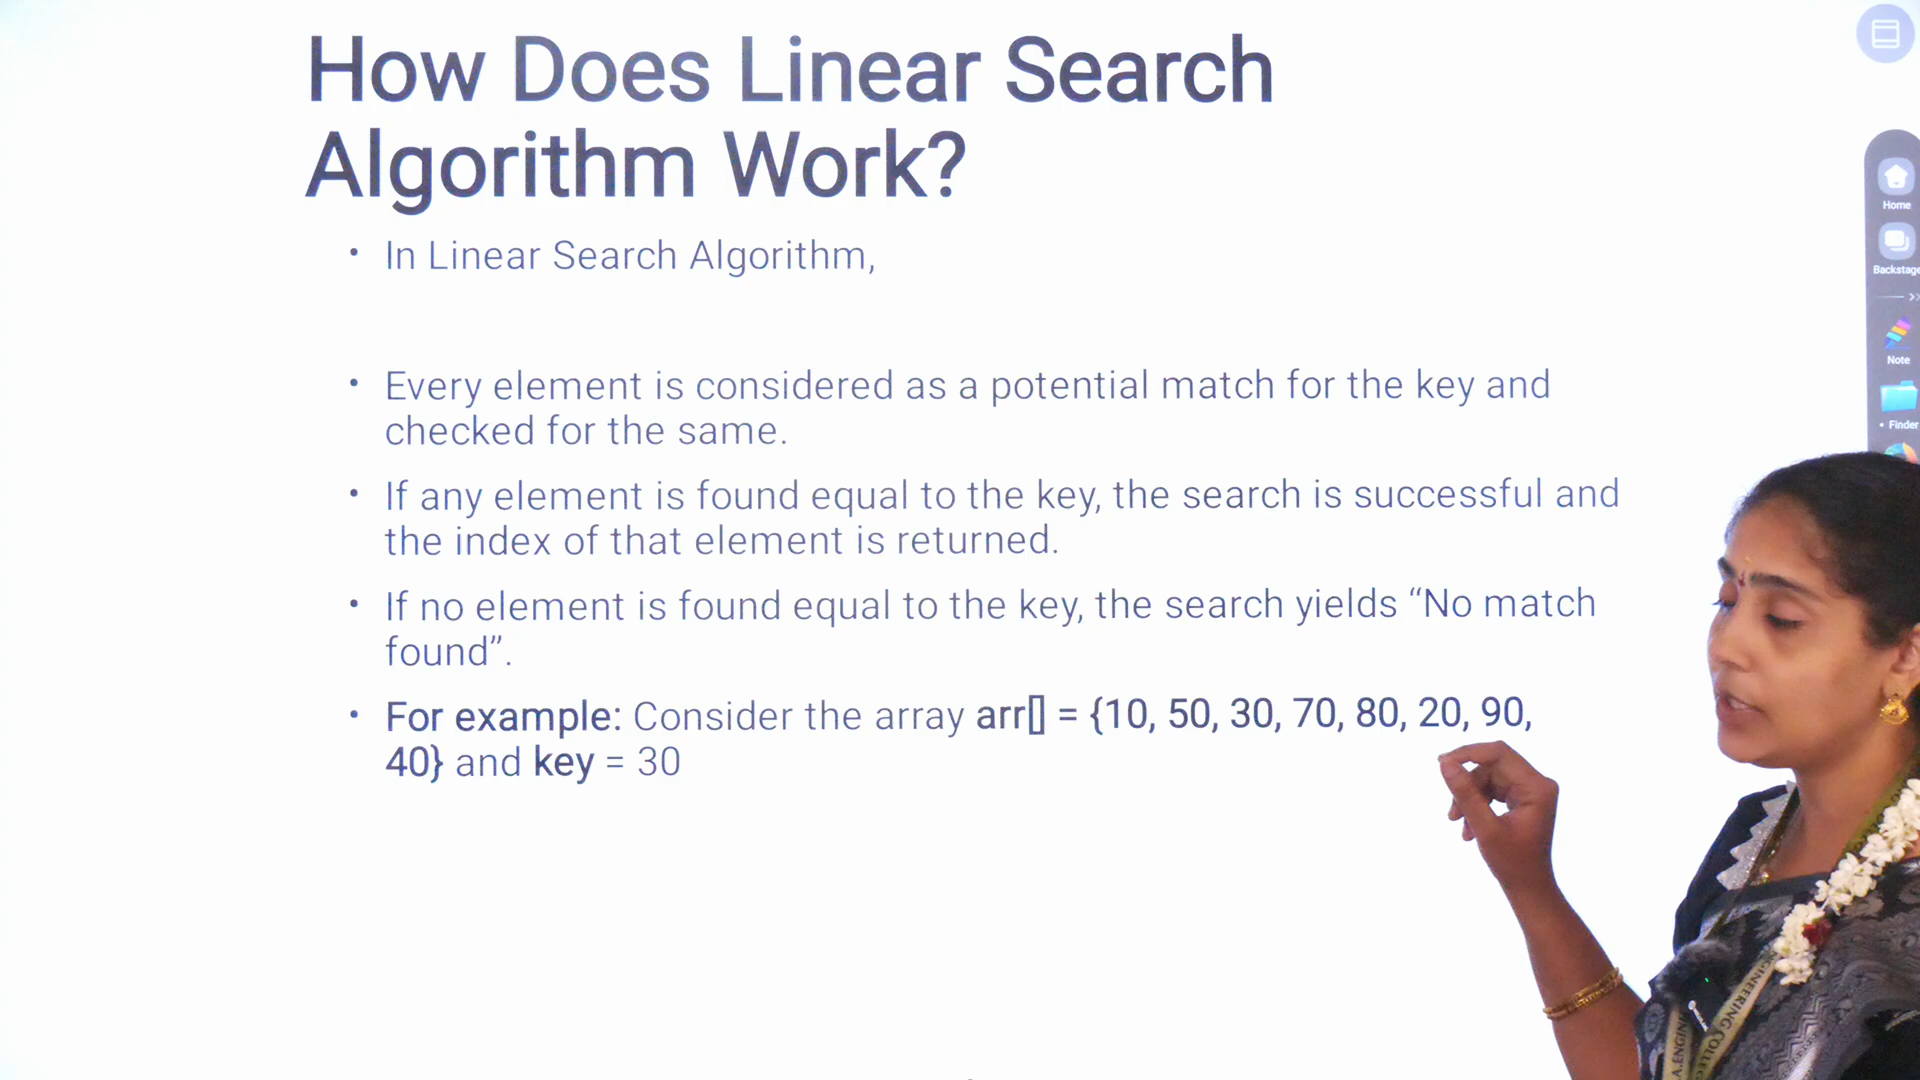 How Does Linear Search
Algorithm Work?
• In Linear Search Algorithm,
• Every element is considered as a potential match for the key and
checked for the same.
• If any element is found equal to the key, the search is successful and
the index of that element is returned.
• If no element is found equal to the key, the search yields “No match
found”.
• For example: Consider the array arr[] = {10, 50, 30, 70, 80, 20, 90,
40} and key = 30
Home
Backstage
Note
• Finder
NGINEERING COLLEG
A.ENGIN